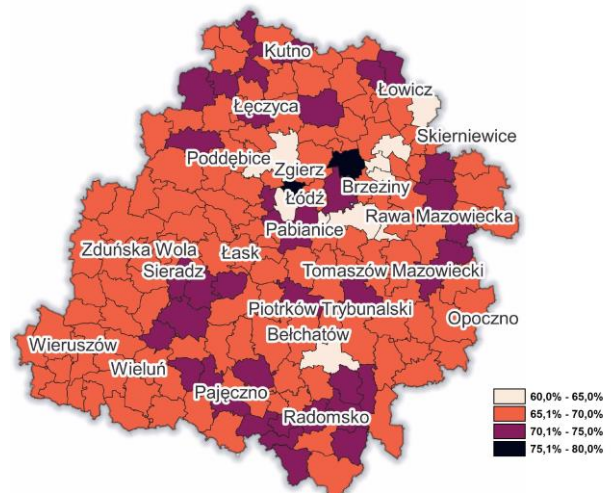 Kutno
Łowicz
Łęczyca
Skierniewice
Poddębice
Zgierz
Brzeziny
Łódź
Rawa Mazowiecka
Pabianice
Zduńska Wola
Łask
Sieradz
Tomaszów Mazowiecki
Piotrków Trybunalski
Opoczno
Bełchatów
Wieruszów
Wieluń
Pajęczno
Radomsko
60,0% - 65,0%
65,1% - 70,0%
70,1% - 75,0%
75,1% - 80,0%